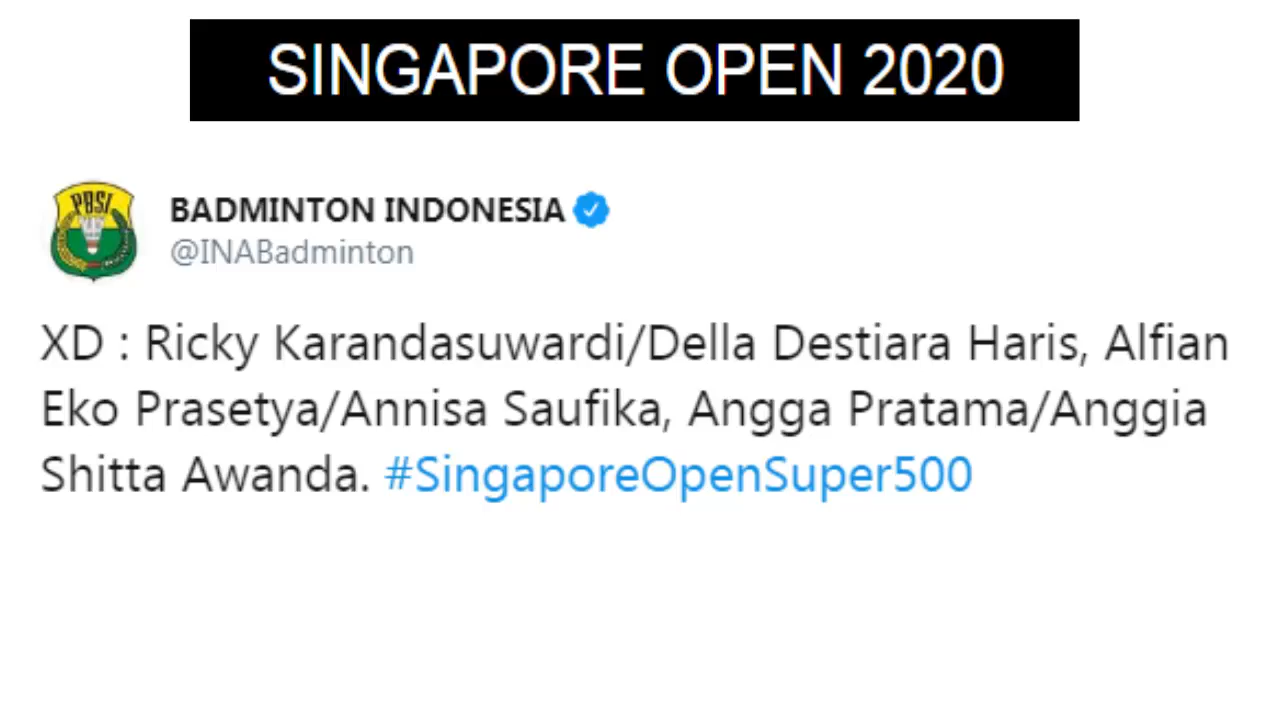 SINGAPORE OPEN 2020
PBSI
BADMINTON INDONESIA
@INABadminton
XD : Ricky Karandasuwardi/Della Destiara Haris, Alfian
Eko Prasetya/Annisa Saufika, Angga Pratama/Anggia
Shitta Awanda. #SingaporeOpenSuper500